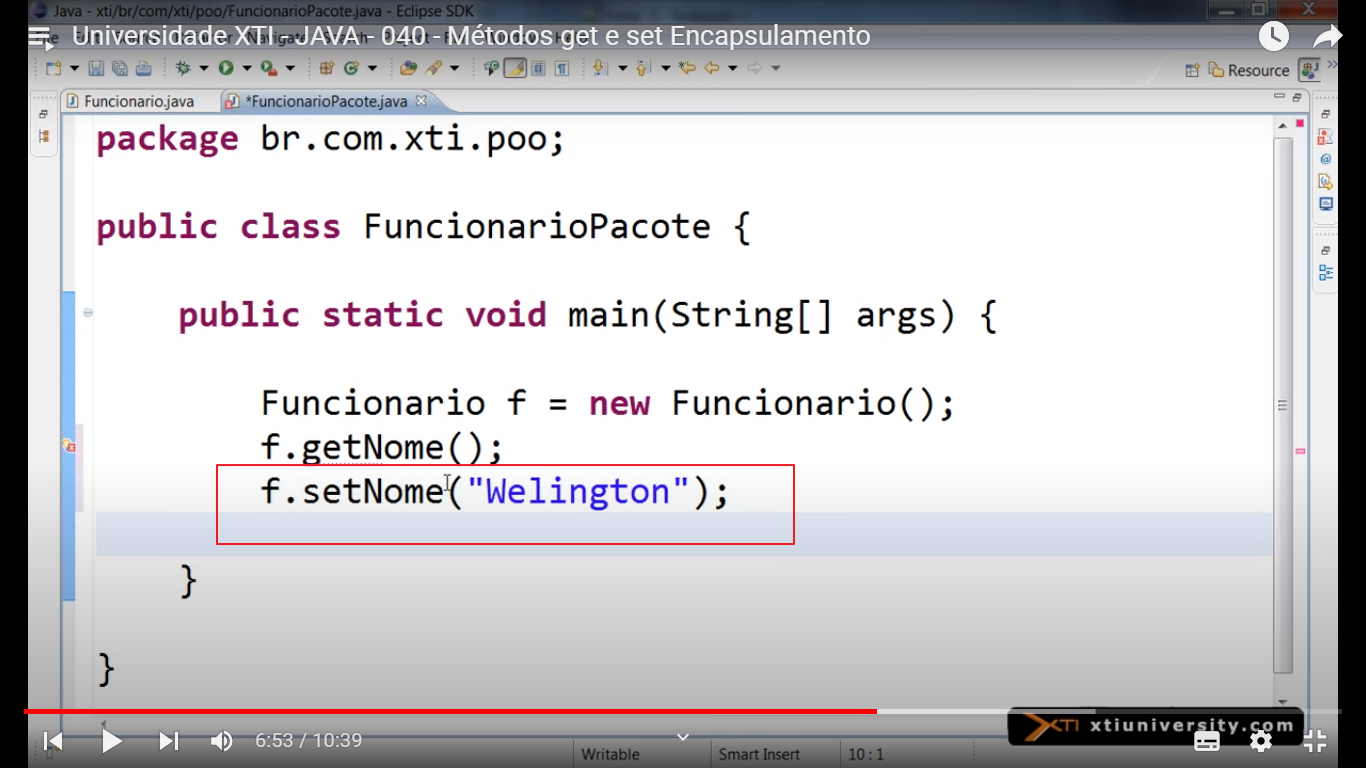 Java - xti/br/com/xti/poo/FuncionarioPacote.java - Eclipse SDK
Universidade XTI - JAVA - 040 - Métodos get e set Encapsulamento
Resource
Funcionario.java
*FuncionarioPacote.java
package br.com.xti.poo;
public class FuncionarioPacote {
public static void main(String[] args) {
Funcionario f = new Funcionario();
f.getNome();
f.setNome("Welington");
}
}
XTI xtiuniversity.com
6:53 / 10:39
Writable
Smart Insert
10 : 1